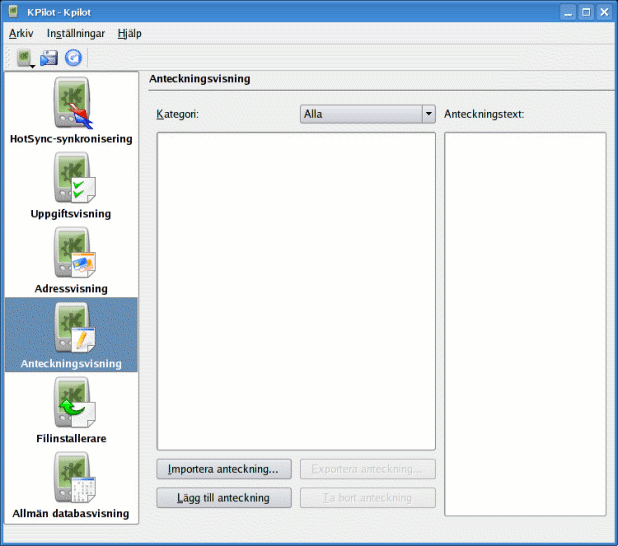 KPilot - Kpilot
Arkiv Inställningar Hjälp
HotSync-synkronisering
Uppgiftsvisning
Adressvisning
Anteckningsvisning
Filinstallerare
Allmän databasvisning
Anteckningsvisning
Kategori: Alla
Anteckningstext:
Importera anteckning... Exportera anteckning...
Lägg till anteckning Ta bort anteckning